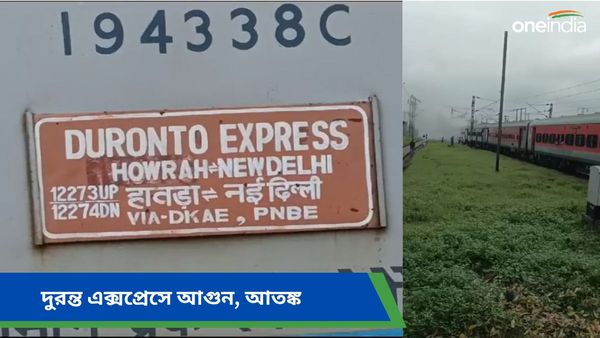 194338C
oneindia
DURONTO EXPRESS
HOWRAH⇌NEWDELHI
12273UP हावड़ा⇌नई दिल्ली
12274DN VIA-DKAE, PNBE
দুরন্ত এক্সপ্রেসে আগুন, আতঙ্ক